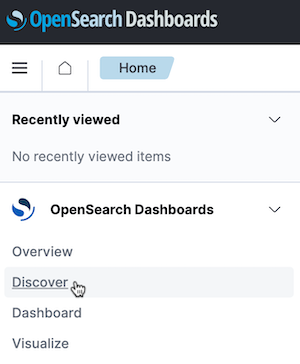 OpenSearch Dashboards
Home
Recently viewed
No recently viewed items
OpenSearch Dashboards
Overview
Discover
Dashboard
Visualize